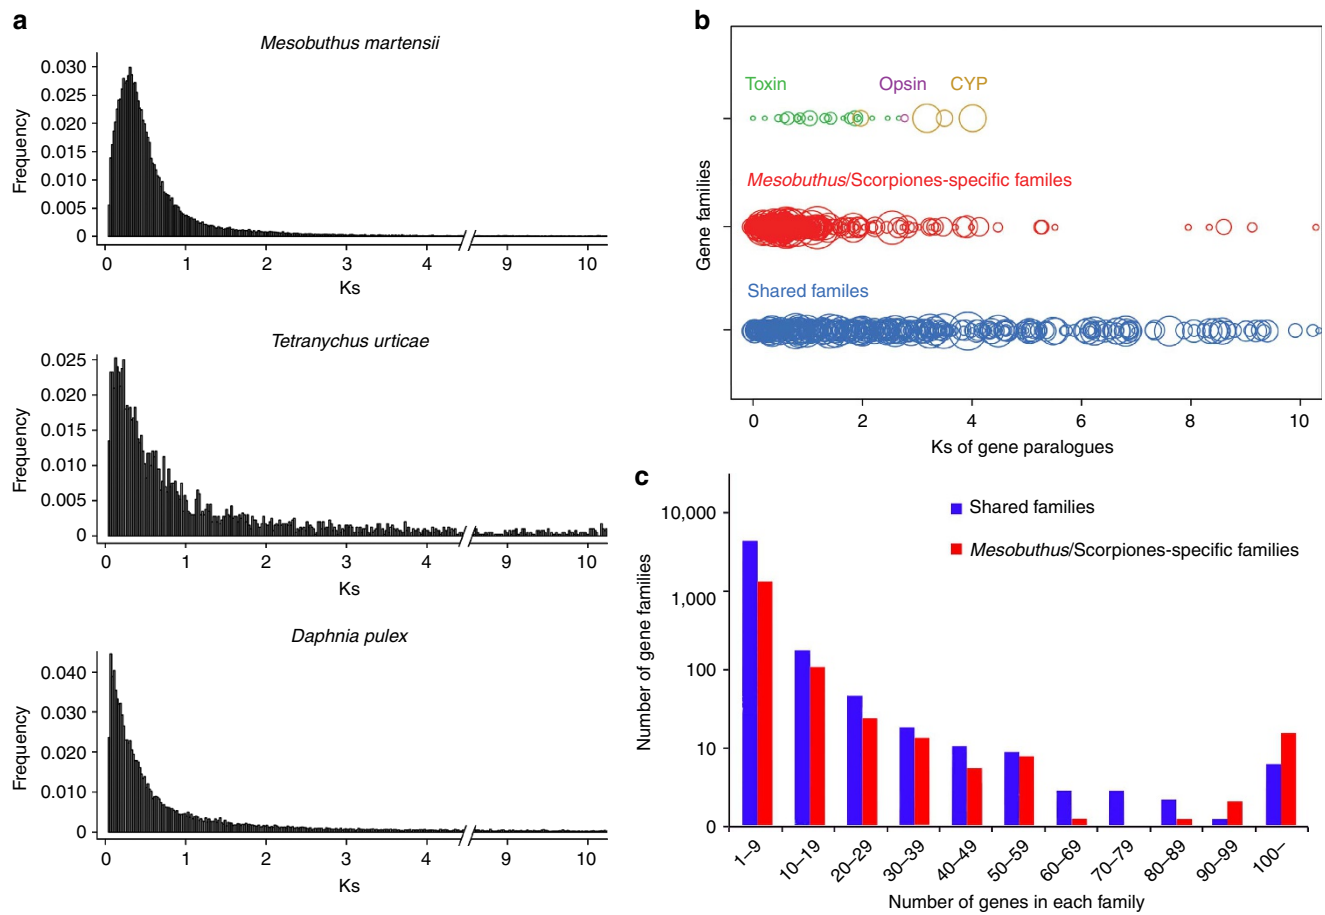 a
Mesobuthus martensii
0.030
0.025
0.020
0.015
0.010
0.005
0
Frequency
0 1 2 3 4 9 10
Ks
Tetranychus urticae
0.025
0.020
0.015
0.010
0.005
0
Frequency
0 1 2 3 4 9 10
Ks
Daphnia pulex
0.040
0.030
0.020
0.010
0
Frequency
0 1 2 3 4 9 10
Ks
b
Toxin Opsin CYP
Mesobuthus/Scorpiones-specific familes
Shared familes
Gene families
0 2 4 6 8 10
Ks of gene paralogues
c
Shared families
Mesobuthus/Scorpiones-specific families
10,000
1,000
100
10
0
Number of gene families
1–9 10–19 20–29 30–39 40–49 50–59 60–69 70–79 80–89 90–99 100–
Number of genes in each family